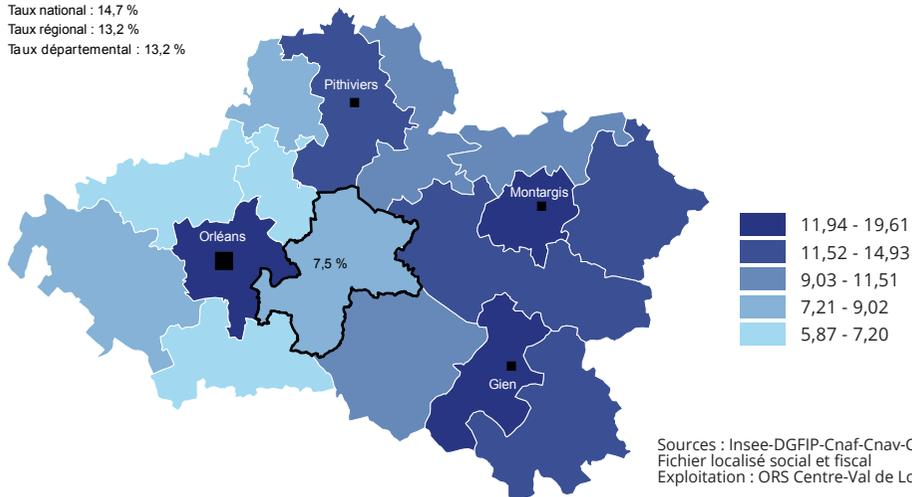 Taux national : 14,7 %
Taux régional : 13,2 %
Taux départemental : 13,2 %
Pithiviers
Montargis
Orléans
7,5 %
Gien
11,94 - 19,61
11,52 - 14,93
9,03 - 11,51
7,21 - 9,02
5,87 - 7,20
Sources : Insee-DGFIP-Cnaf-Cnav-C
Fichier localisé social et fiscal
Exploitation : ORS Centre-Val de Lo